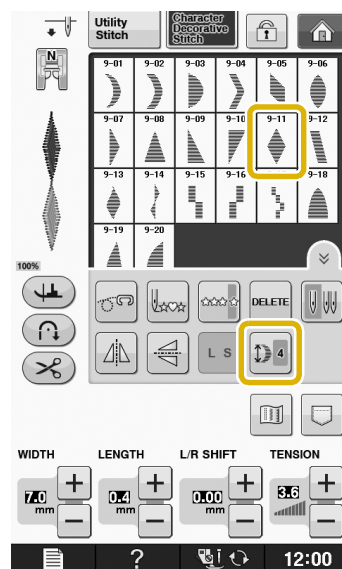 Utility
Stitch
Character
Decorative
Stitch
N
9-01 9-02 9-03 9-04 9-05 9-06
9-07 9-08 9-09 9-10 9-11 9-12
9-13 9-14 9-15 9-16 9-18
9-19 9-20
100%
DELETE
L S
4
WIDTH LENGTH L/R SHIFT TENSION
7.0 mm
0.4 mm
0.00 mm
3.6
?
12:00